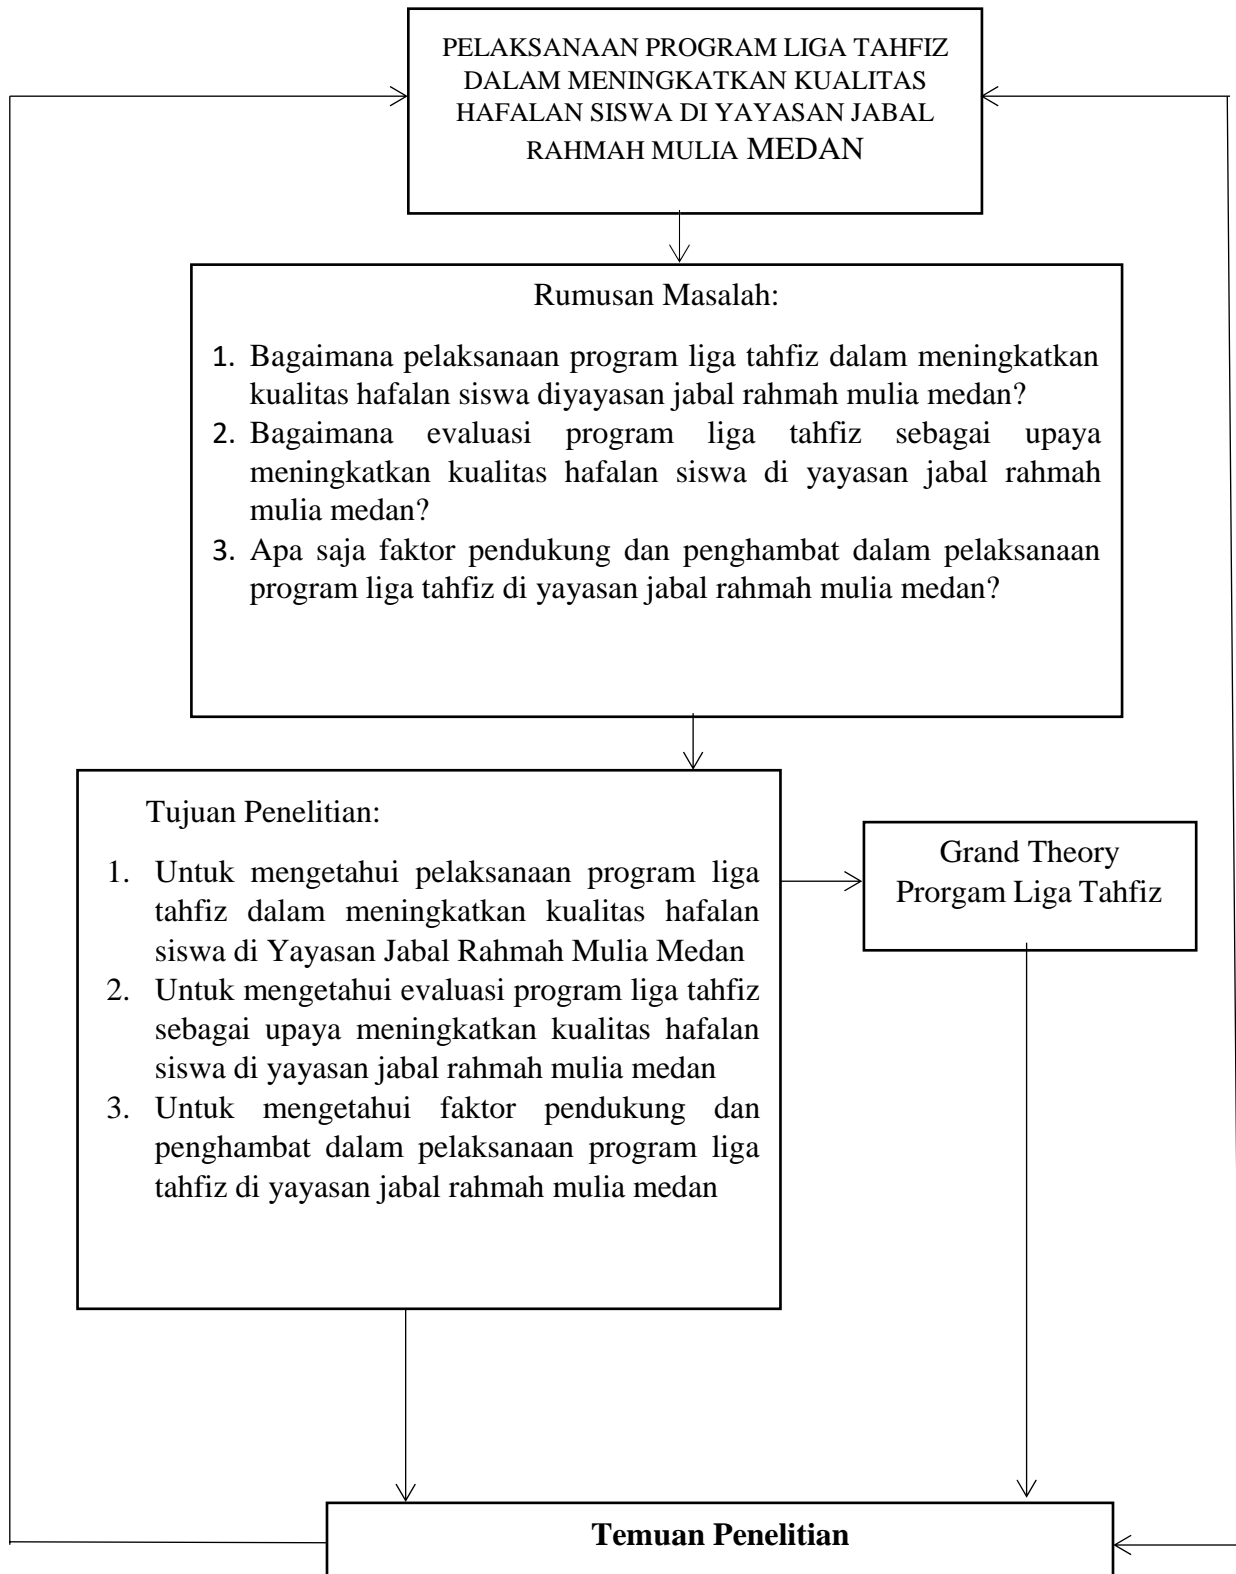 PELAKSANAAN PROGRAM LIGA TAHFIZ
DALAM MENINGKATKAN KUALITAS
HAFALAN SISWA DI YAYASAN JABAL
RAHMAH MULIA MEDAN
Rumusan Masalah:
1. Bagaimana pelaksanaan program liga tahfiz dalam meningkatkan
kualitas hafalan siswa diyayasan jabal rahmah mulia medan?
2. Bagaimana evaluasi program liga tahfiz sebagai upaya
meningkatkan kualitas hafalan siswa di yayasan jabal rahmah
mulia medan?
3. Apa saja faktor pendukung dan penghambat dalam pelaksanaan
program liga tahfiz di yayasan jabal rahmah mulia medan?
Tujuan Penelitian:
1. Untuk mengetahui pelaksanaan program liga
tahfiz dalam meningkatkan kualitas hafalan
siswa di Yayasan Jabal Rahmah Mulia Medan
2. Untuk mengetahui evaluasi program liga tahfiz
sebagai upaya meningkatkan kualitas hafalan
siswa di yayasan jabal rahmah mulia medan
3. Untuk mengetahui faktor pendukung dan
penghambat dalam pelaksanaan program liga
tahfiz di yayasan jabal rahmah mulia medan
Grand Theory
Prorgam Liga Tahfiz
Temuan Penelitian